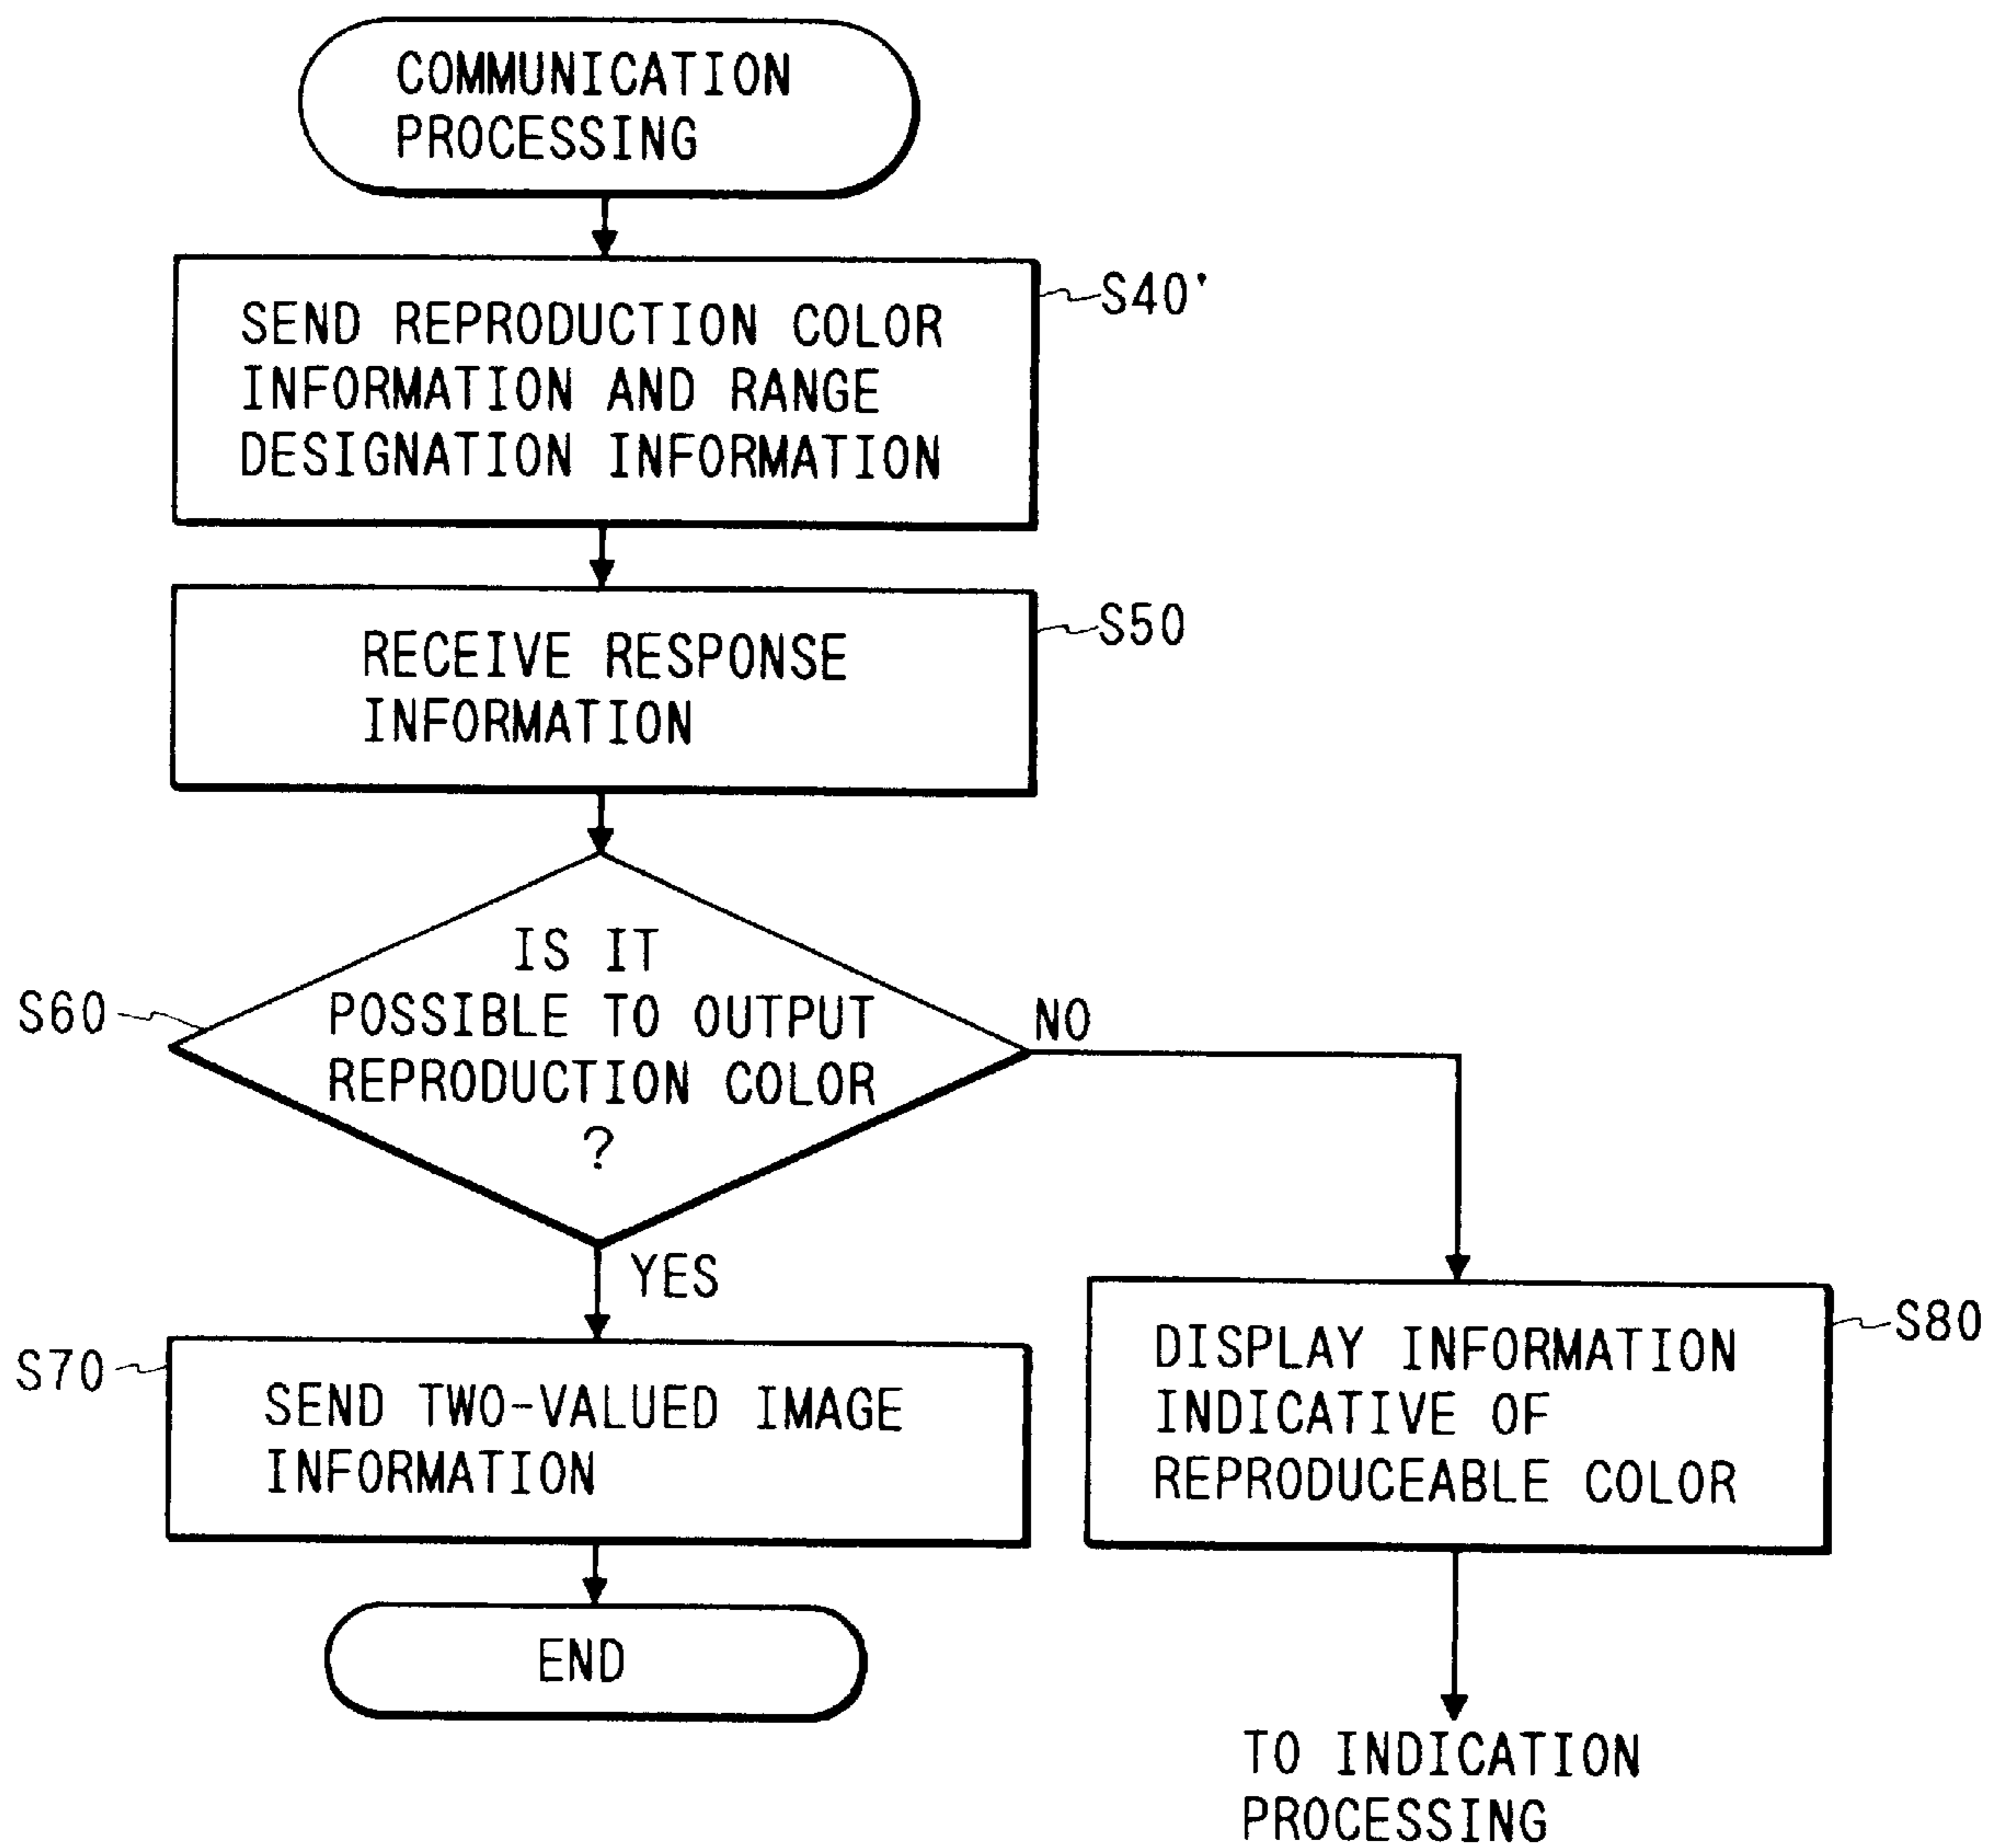 COMMUNICATION
PROCESSING
SEND REPRODUCTION COLOR
INFORMATION AND RANGE
DESIGNATION INFORMATION
S40'
RECEIVE RESPONSE
INFORMATION
S50
IS IT
POSSIBLE TO OUTPUT
REPRODUCTION COLOR
?
S60
NO
YES
SEND TWO-VALUED IMAGE
INFORMATION
S70
DISPLAY INFORMATION
INDICATIVE OF
REPRODUCEABLE COLOR
S80
END
TO INDICATION
PROCESSING